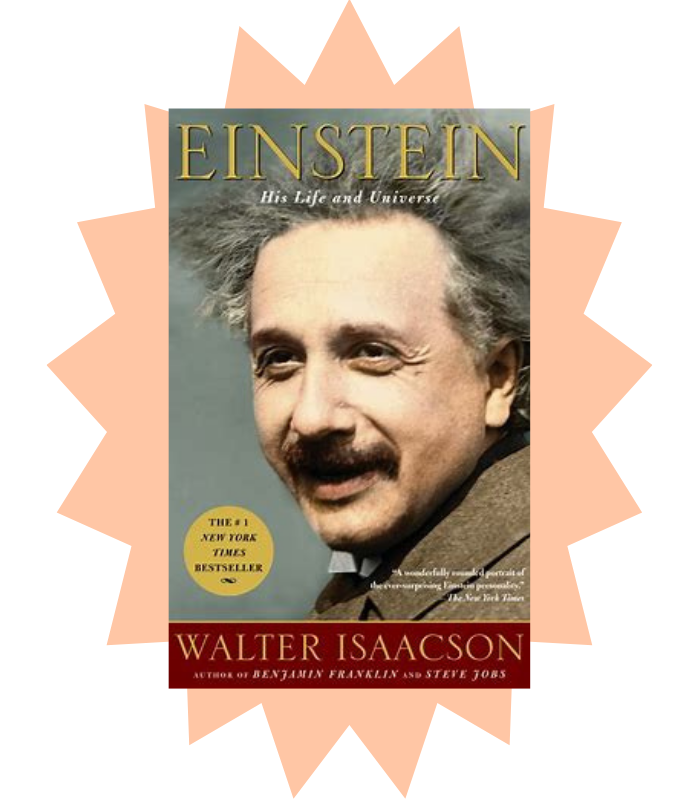 EINSTEIN
His Life and Universe
THE #1
NEW YORK
TIMES
BESTSELLER
“A wonderfully rounded portrait of
the ever-surprising Einstein personality.”
—The New York Times
WALTER ISAACSON
AUTHOR OF BENJAMIN FRANKLIN AND STEVE JOBS